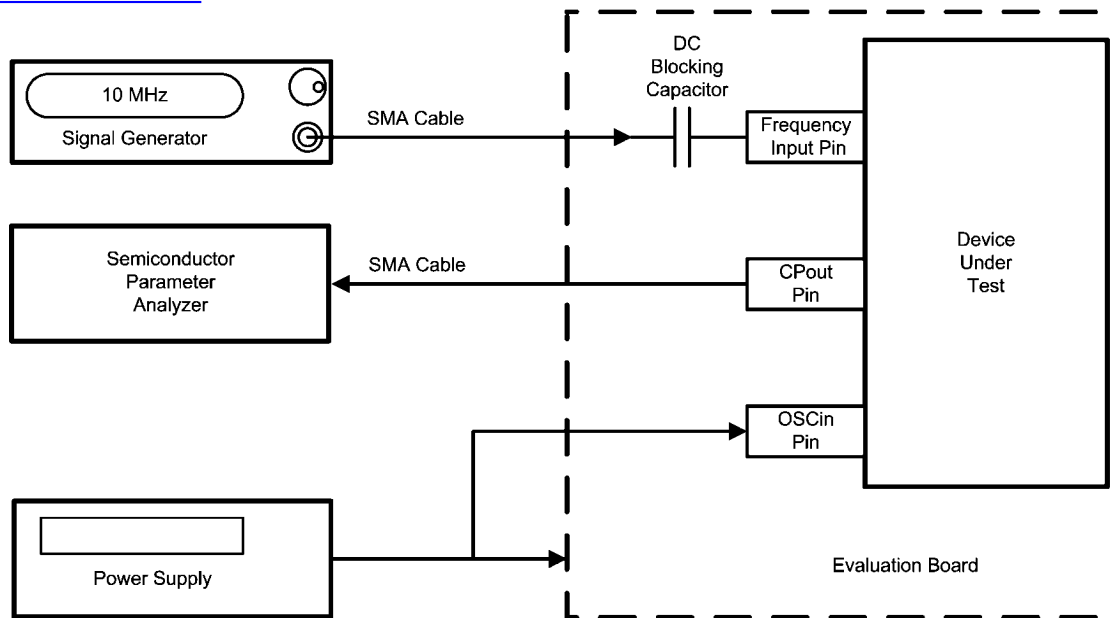 10 MHz
Signal Generator
SMA Cable
DC
Blocking
Capacitor
Frequency
Input Pin
Semiconductor
Parameter
Analyzer
SMA Cable
CPout
Pin
Device
Under
Test
OSCin
Pin
Power Supply
Evaluation Board